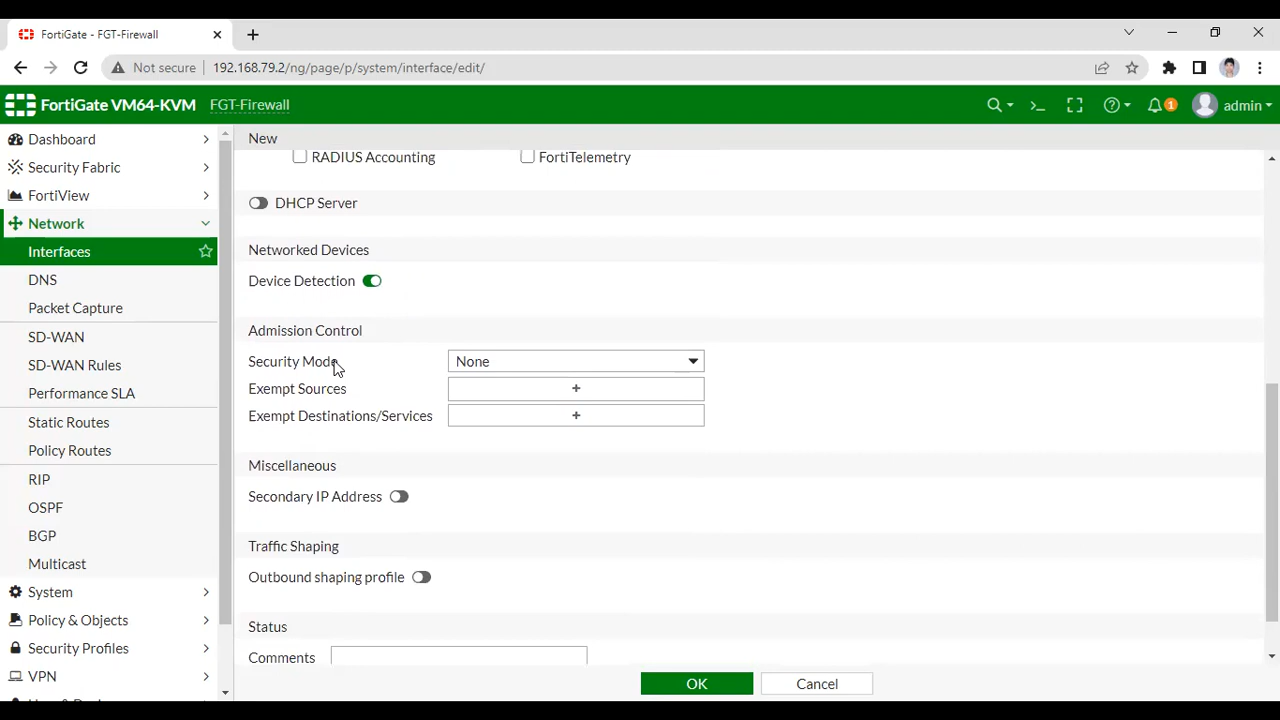 FortiGate - FGT-Firewall
Not secure 192.168.79.2/ng/page/p/system/interface/edit/
FortiGate VM64-KVM FGT-Firewall 1 admin
Dashboard
Security Fabric
FortiView
Network
Interfaces
DNS
Packet Capture
SD-WAN
SD-WAN Rules
Performance SLA
Static Routes
Policy Routes
RIP
OSPF
BGP
Multicast
System
Policy & Objects
Security Profiles
VPN
New
RADIUS Accounting FortiTelemetry
DHCP Server
Networked Devices
Device Detection
Admission Control
Security Mode None
Exempt Sources +
Exempt Destinations/Services +
Miscellaneous
Secondary IP Address
Traffic Shaping
Outbound shaping profile
Status
Comments
OK Cancel